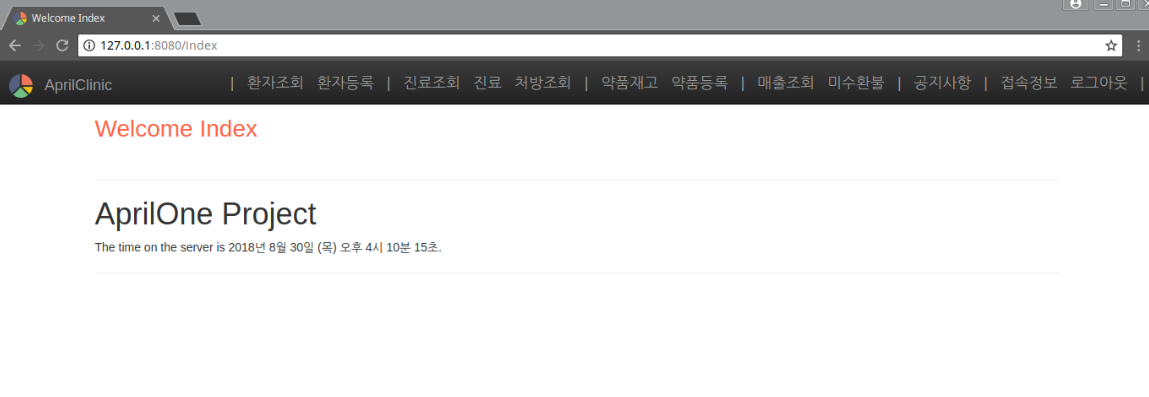 Welcome Index
127.0.0.1:8080/Index
AprilClinic | 환자조회 환자등록 | 진료조회 진료 처방조회 | 약품재고 약품등록 | 매출조회 미수환불 | 공지사항 | 접속정보 로그아웃 |
Welcome Index
AprilOne Project
The time on the server is 2018년 8월 30일 (목) 오후 4시 10분 15초.